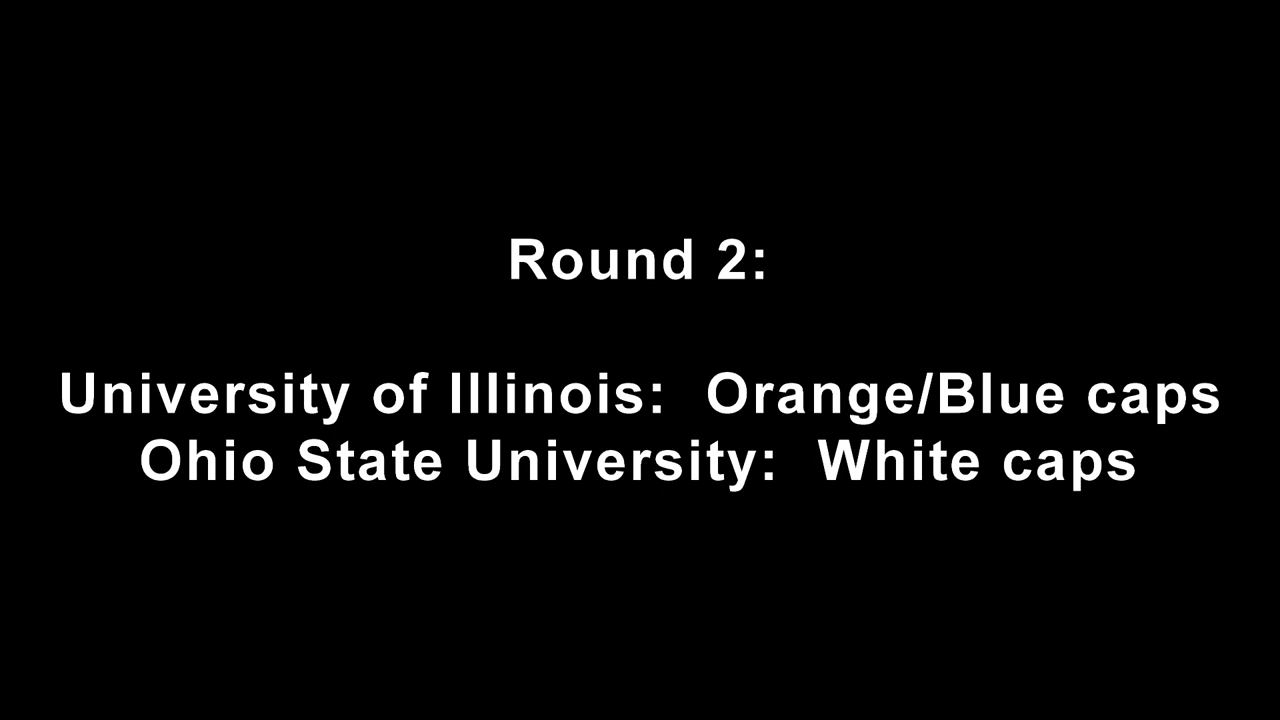 Round 2:
University of Illinois:  Orange/Blue caps
Ohio State University:  White caps